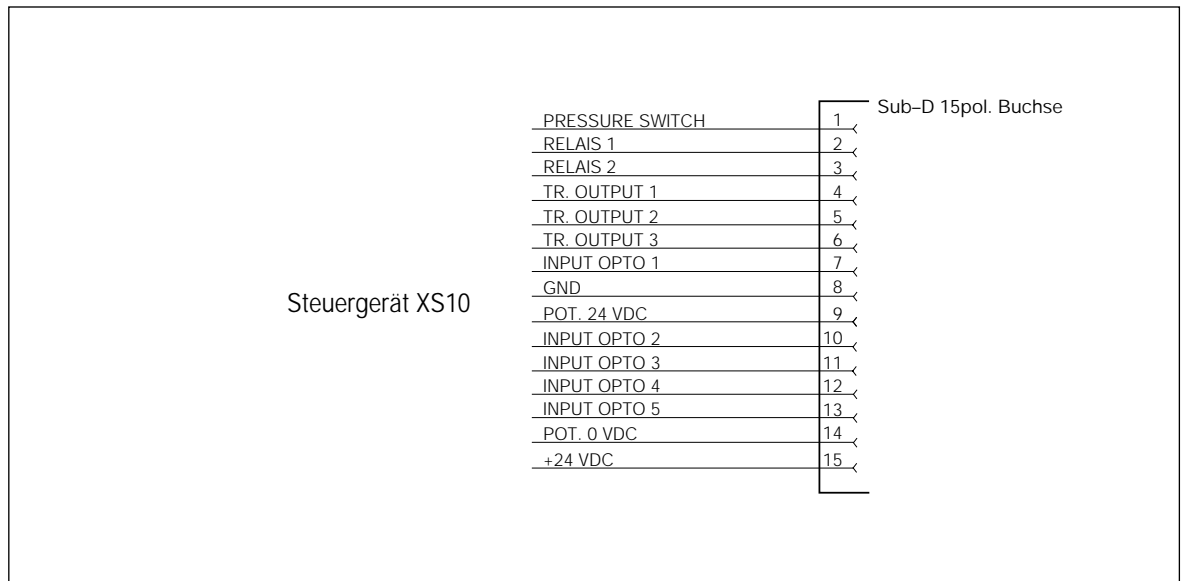 Sub–D 15pol. Buchse
PRESSURE SWITCH 1
RELAIS 1 2
RELAIS 2 3
TR. OUTPUT 1 4
TR. OUTPUT 2 5
TR. OUTPUT 3 6
INPUT OPTO 1 7
GND 8
Steuergerät XS10
POT. 24 VDC 9
INPUT OPTO 2 10
INPUT OPTO 3 11
INPUT OPTO 4 12
INPUT OPTO 5 13
POT. 0 VDC 14
+24 VDC 15